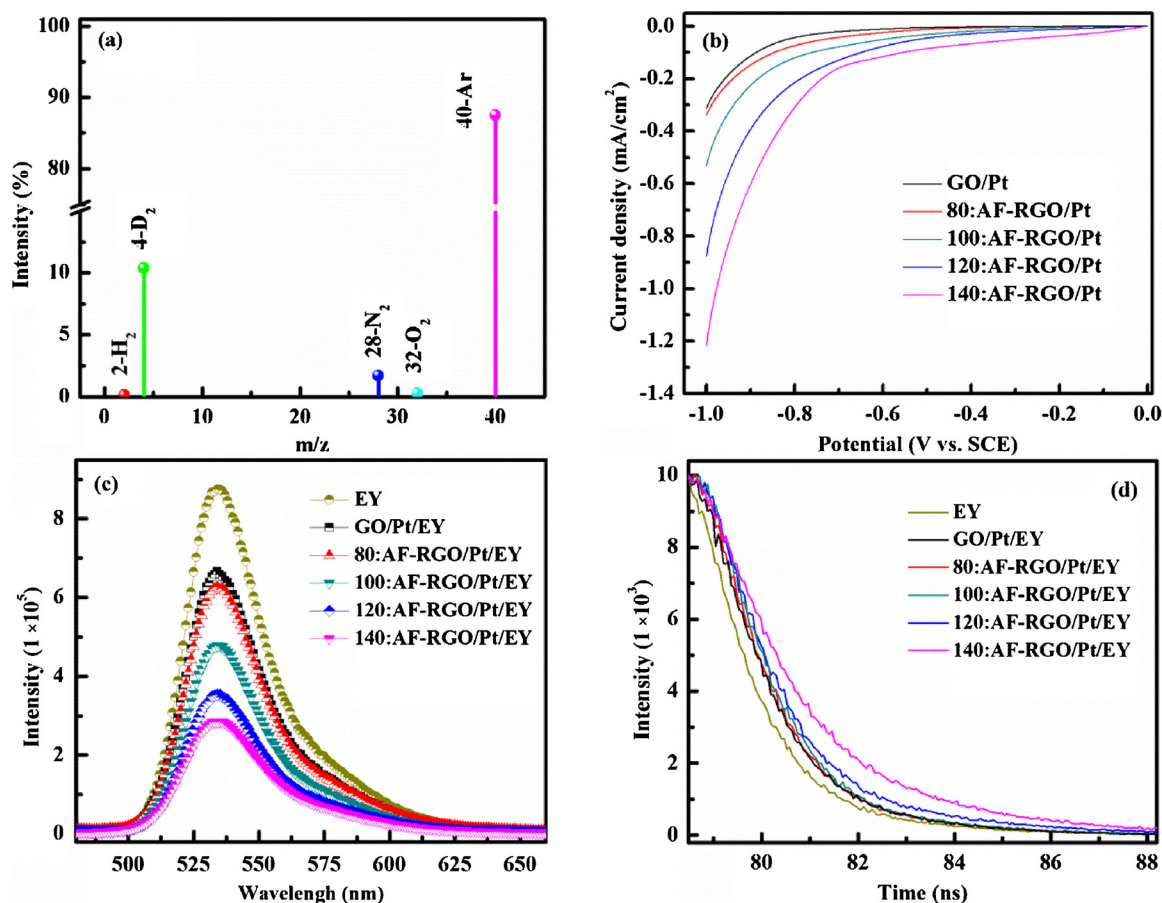 (a)
100
90
80
10
5
0
Intensity (%)
2-H₂
4-D₂
28-N₂
32-O₂
40-Ar
0 10 20 30 40
m/z
(b)
0.0
-0.2
-0.4
-0.6
-0.8
-1.0
-1.2
-1.4
Current density (mA/cm²)
GO/Pt
80:AF-RGO/Pt
100:AF-RGO/Pt
120:AF-RGO/Pt
140:AF-RGO/Pt
-1.0 -0.8 -0.6 -0.4 -0.2 0.0
Potential (V vs. SCE)
(c)
8
6
4
2
0
Intensity (1 ×10⁵)
EY
GO/Pt/EY
80:AF-RGO/Pt/EY
100:AF-RGO/Pt/EY
120:AF-RGO/Pt/EY
140:AF-RGO/Pt/EY
500 525 550 575 600 625 650
Wavelengh (nm)
(d)
10
8
6
4
2
0
Intensity (1 ×10³)
EY
GO/Pt/EY
80:AF-RGO/Pt/EY
100:AF-RGO/Pt/EY
120:AF-RGO/Pt/EY
140:AF-RGO/Pt/EY
80 82 84 86 88
Time (ns)